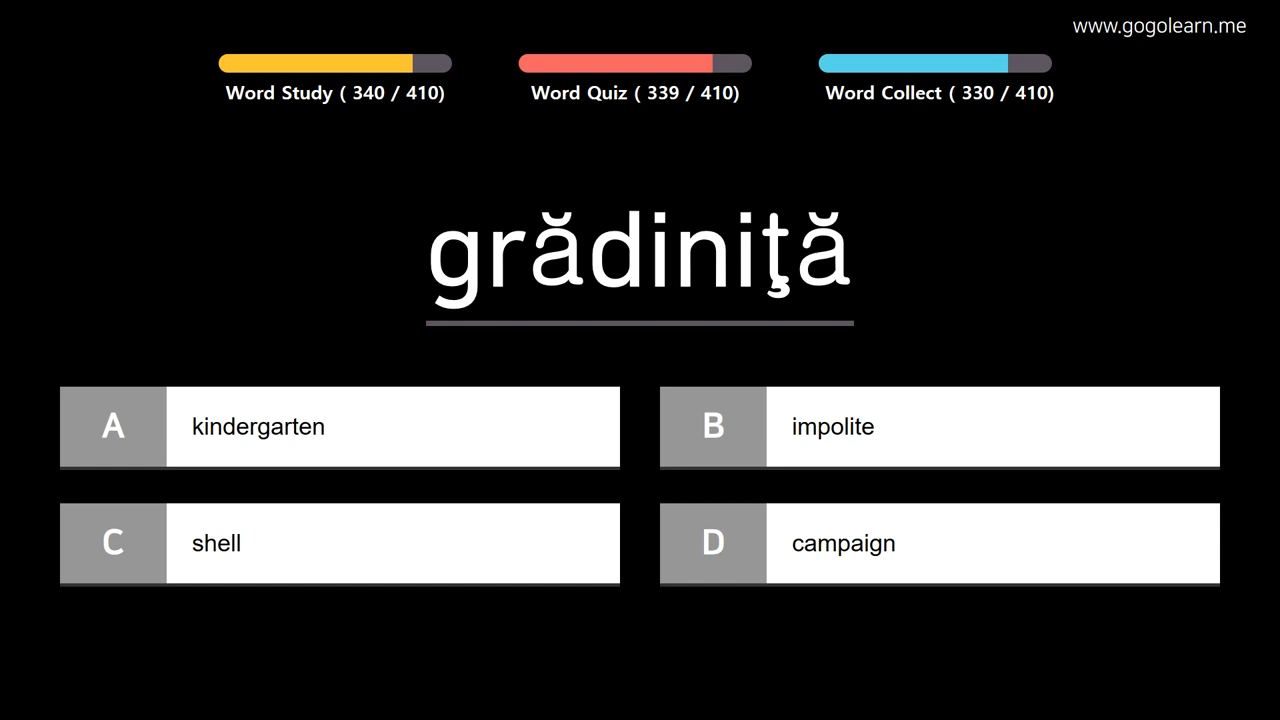 www.gogolearn.me
Word Study ( 340 / 410)
Word Quiz ( 339 / 410)
Word Collect ( 330 / 410)
grădiniţă
A kindergarten
B impolite
C shell
D campaign